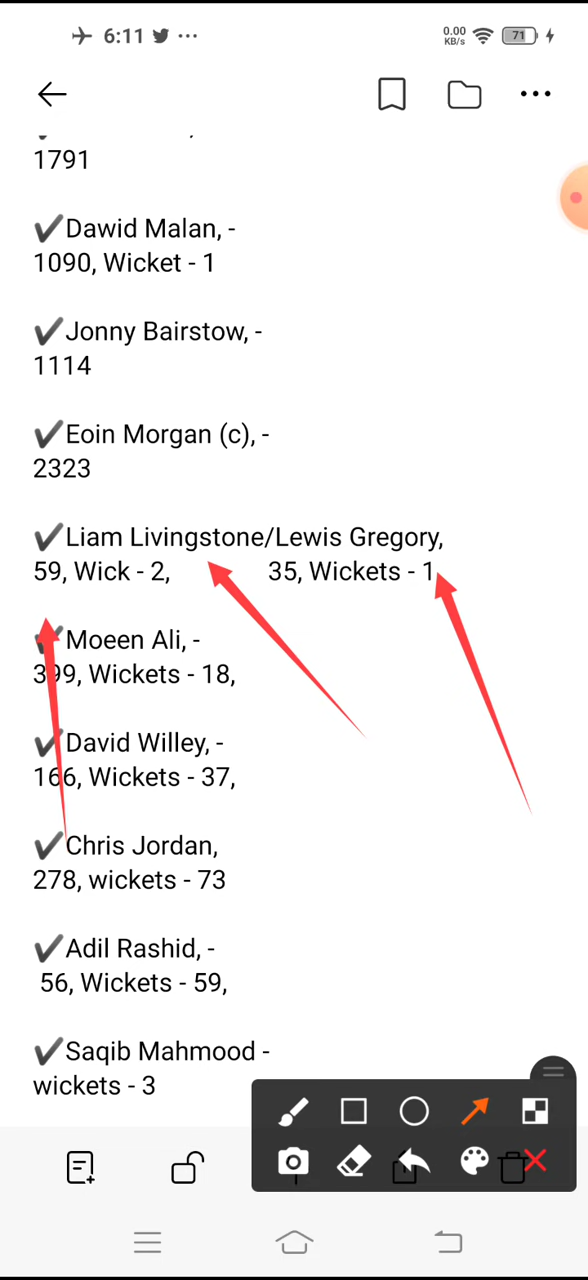 6:11
0.00
KB/s
71
1791
✔Dawid Malan, -
1090, Wicket - 1
✔Jonny Bairstow, -
1114
✔Eoin Morgan (c), -
2323
✔Liam Livingstone/Lewis Gregory,
59, Wick - 2, 35, Wickets - 1
✔Moeen Ali, -
399, Wickets - 18,
✔David Willey, -
166, Wickets - 37,
✔Chris Jordan,
278, wickets - 73
✔Adil Rashid, -
56, Wickets - 59,
✔Saqib Mahmood -
wickets - 3